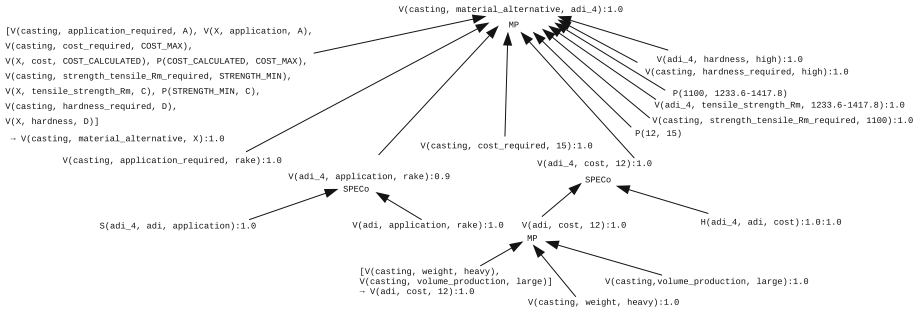 V(casting, material_alternative, adi_4):1.0
MP
[V(casting, application_required, A), V(X, application, A),
V(casting, cost_required, COST_MAX),
V(X, cost, COST_CALCULATED), P(COST_CALCULATED, COST_MAX),
V(casting, strength_tensile_Rm_required, STRENGTH_MIN),
V(X, tensile_strength_Rm, C), P(STRENGTH_MIN, C),
V(casting, hardness_required, D),
V(X, hardness, D)]
→ V(casting, material_alternative, X):1.0
V(adi_4, hardness, high):1.0
V(casting, hardness_required, high):1.0
P(1100, 1233.6-1417.8)
V(adi_4, tensile_strength_Rm, 1233.6-1417.8):1.0
V(casting, strength_tensile_Rm_required, 1100):1.0
P(12, 15)
V(casting, cost_required, 15):1.0
V(casting, application_required, rake):1.0
V(adi_4, cost, 12):1.0
V(adi_4, application, rake):0.9
SPECo
SPECo
S(adi_4, adi, application):1.0
V(adi, application, rake):1.0
V(adi, cost, 12):1.0
H(adi_4, adi, cost):1.0:1.0
MP
[V(casting, weight, heavy),
V(casting, volume_production, large)]
→ V(adi, cost, 12):1.0
V(casting,volume_production, large):1.0
V(casting, weight, heavy):1.0